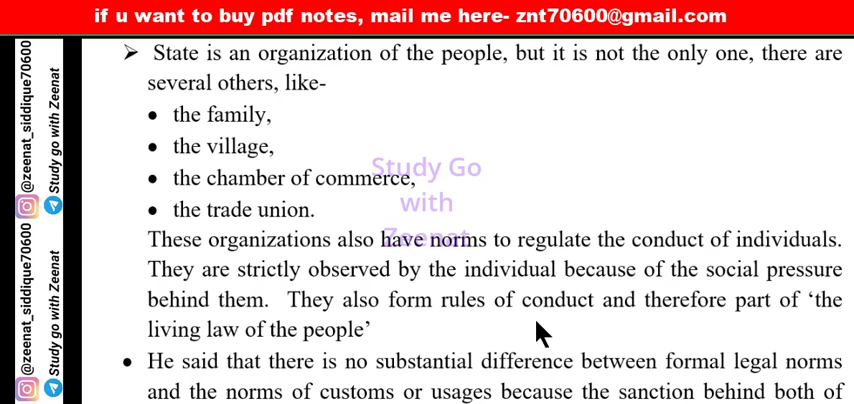 if u want to buy pdf notes, mail me here- znt70600@gmail.com
➢ State is an organization of the people, but it is not the only one, there are
several others, like-
• the family,
• the village,
• the chamber of commerce,
• the trade union.
These organizations also have norms to regulate the conduct of individuals.
They are strictly observed by the individual because of the social pressure
behind them. They also form rules of conduct and therefore part of ‘the
living law of the people’
• He said that there is no substantial difference between formal legal norms
and the norms of customs or usages because the sanction behind both of
Study Go
with
Zeenat
@zeenat_siddique70600
Study go with Zeenat
@zeenat_siddique70600
Study go with Zeenat